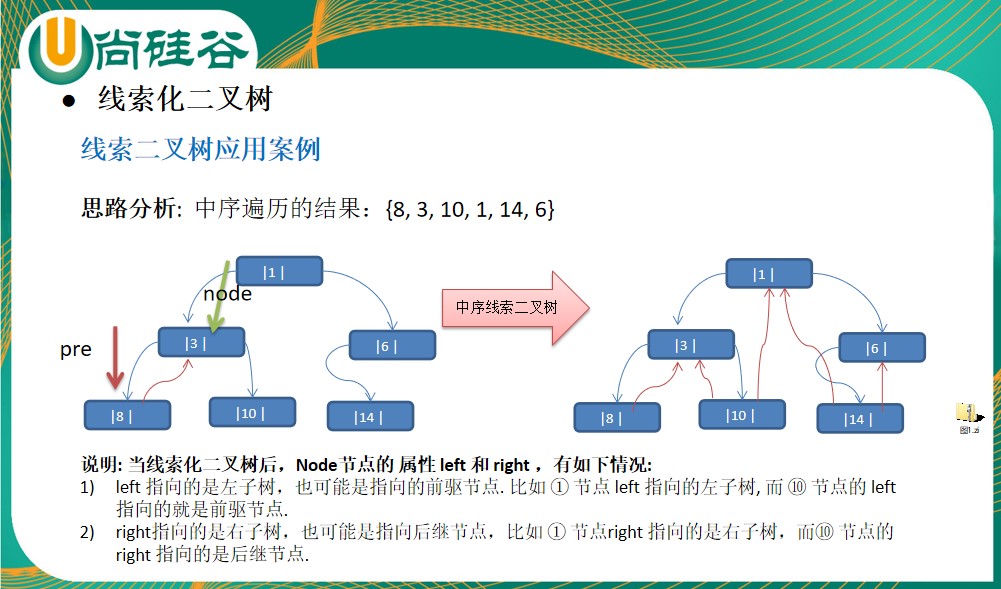 尚硅谷
● 线索化二叉树
线索二叉树应用案例
思路分析: 中序遍历的结果：{8, 3, 10, 1, 14, 6}
|1 |
|1 |
node
中序线索二叉树
|3 |
|6 |
|3 |
|6 |
pre
|8 |
|10 |
|14 |
|8 |
|10 |
|14 |
图1.zi
说明: 当线索化二叉树后，Node节点的 属性 left 和 right ，有如下情况:
1) left 指向的是左子树，也可能是指向的前驱节点. 比如 ① 节点 left 指向的左子树, 而 ⑩ 节点的 left
指向的就是前驱节点.
2) right指向的是右子树，也可能是指向后继节点，比如 ① 节点right 指向的是右子树，而⑩ 节点的
right 指向的是后继节点.